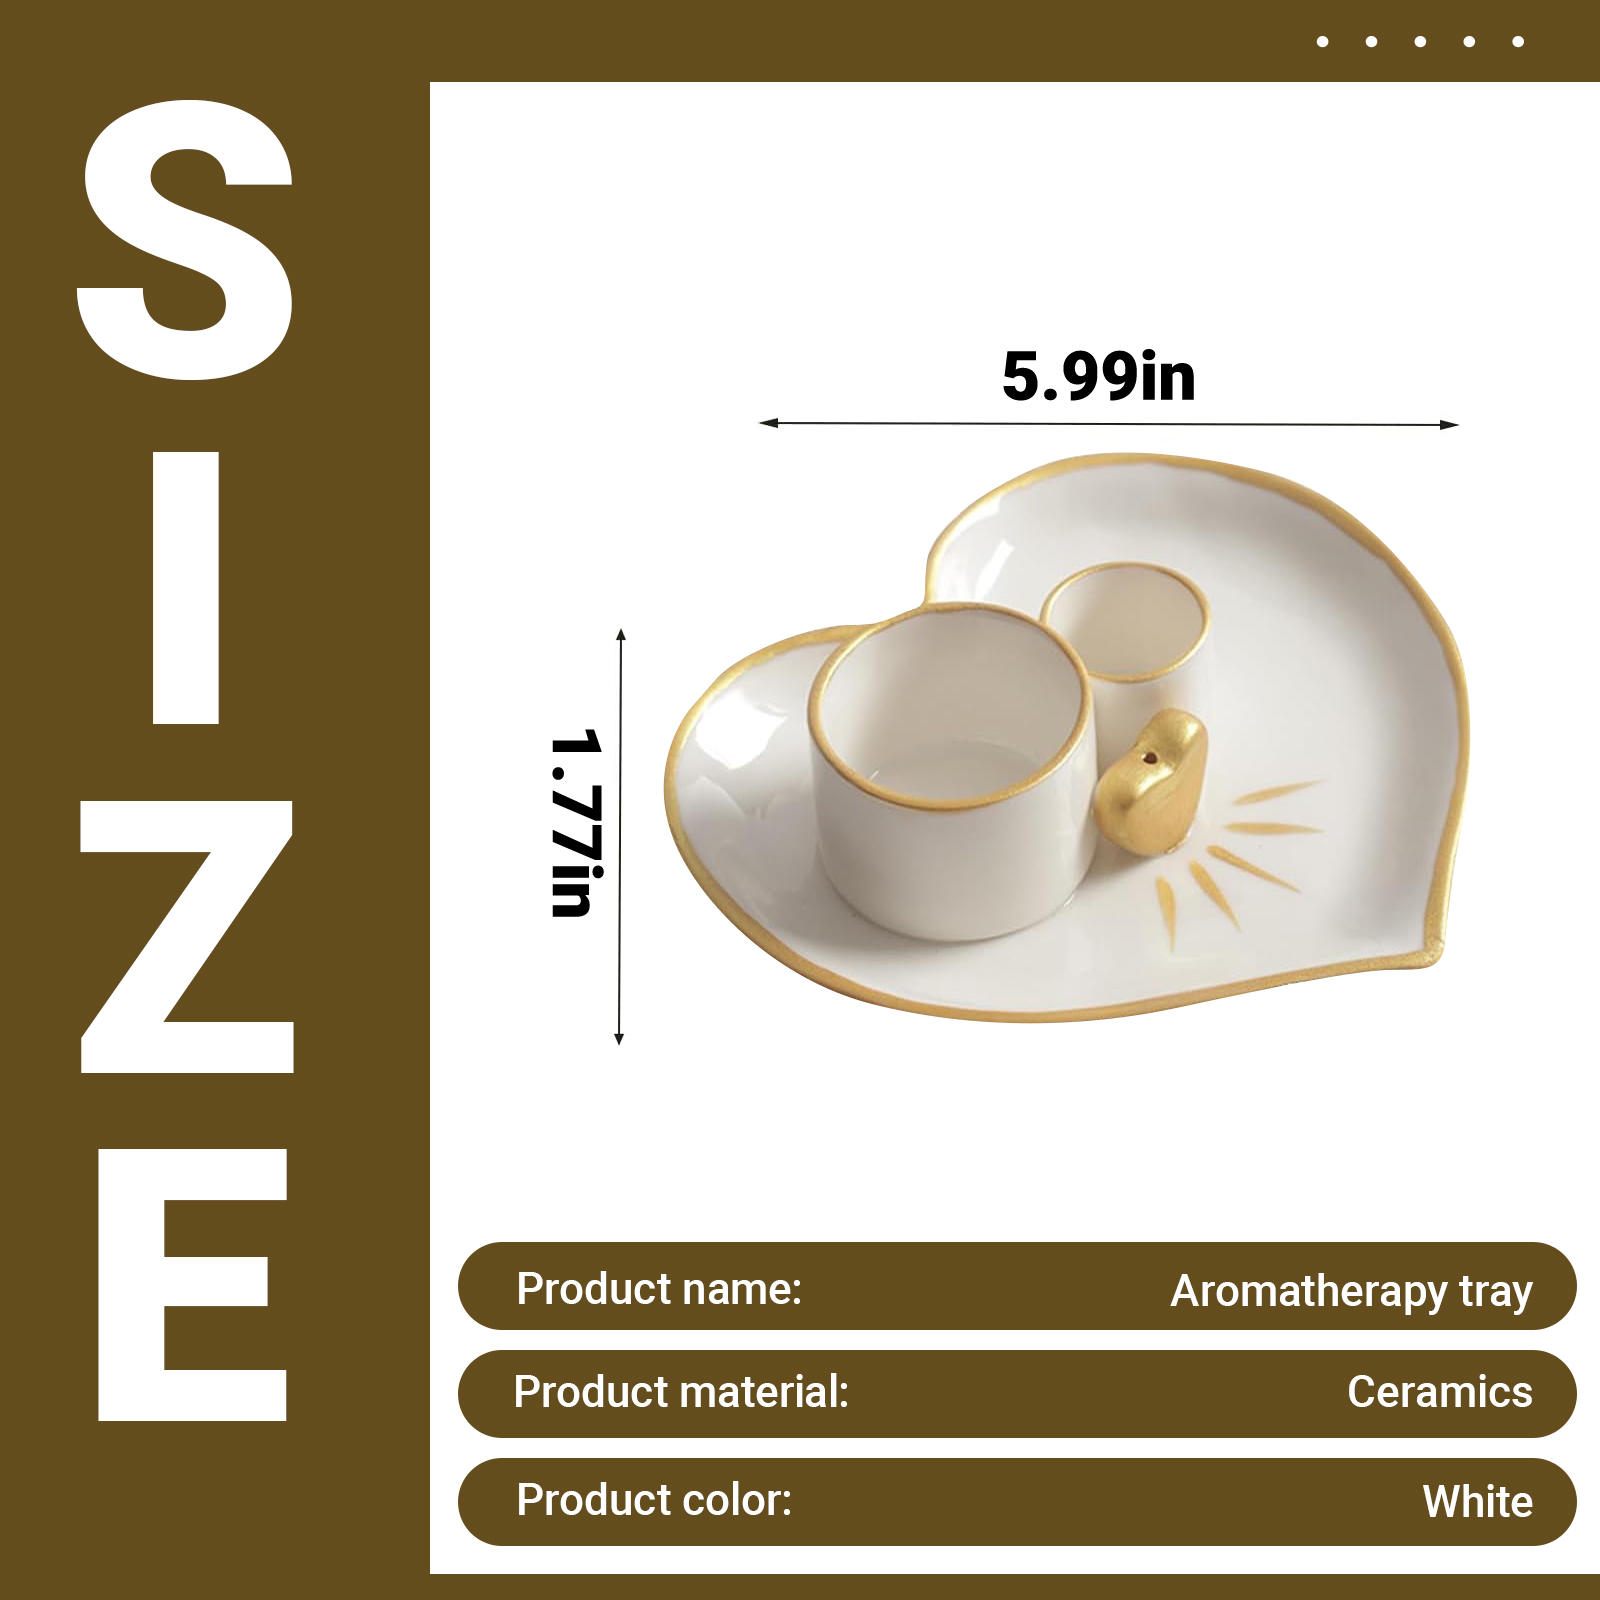 SIZE
5.99in
1.77in
Product name: Aromatherapy tray
Product material: Ceramics
Product color: White